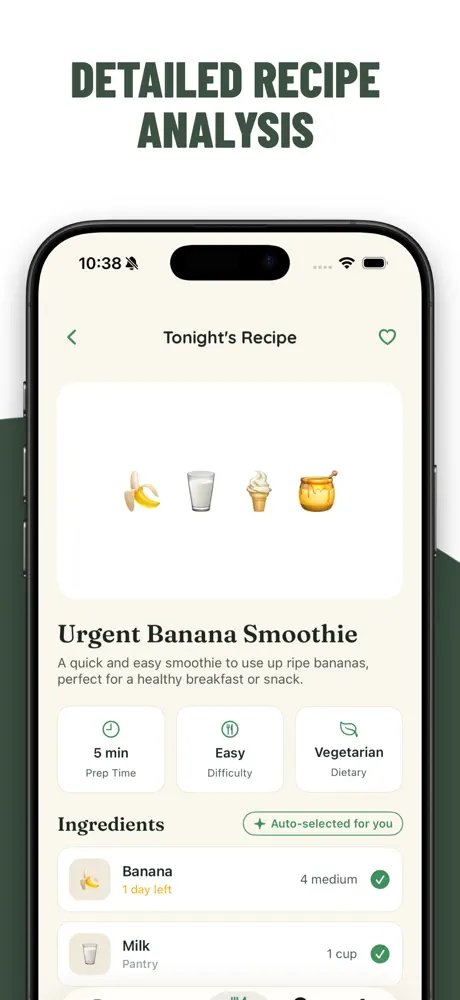 DETAILED RECIPE
ANALYSIS
10:38
Tonight's Recipe
Urgent Banana Smoothie
A quick and easy smoothie to use up ripe bananas,
perfect for a healthy breakfast or snack.
5 min
Prep Time
Easy
Difficulty
Vegetarian
Dietary
Ingredients
Auto-selected for you
Banana
1 day left
4 medium
Milk
Pantry
1 cup